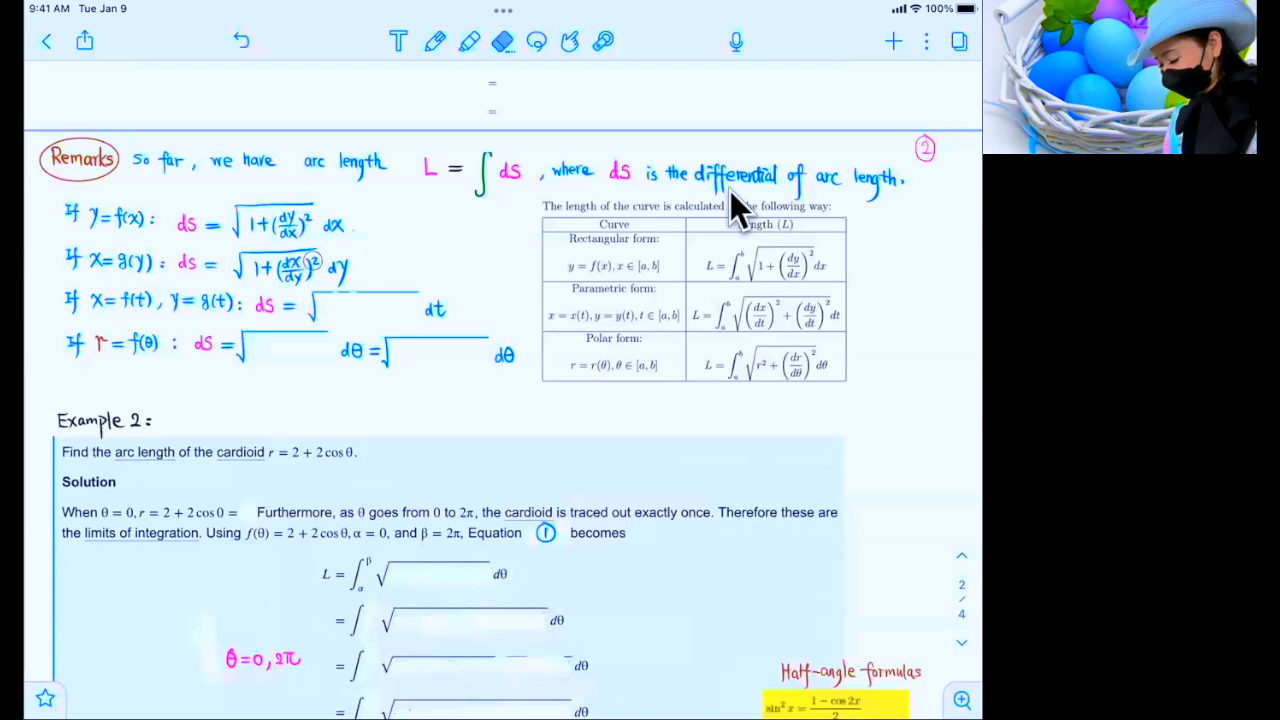 9:41 AM Tue Jan 9
100%
=
=
Remarks So far, we have arc length L = ∫ ds , where ds is the differential of arc length.
2
If y=f(x): ds = √(1+(dy/dx)²) dx
If x=g(y): ds = √(1+(dx/dy)²) dy
If x=f(t), y=g(t): ds = √ dt
If r=f(θ): ds = √ dθ = √ dθ
The length of the curve is calculated the following way:
Curve
Rectangular form:
y = f(x), x ∈ [a, b]
L = ∫_a^b √(1 + (dy/dx)²) dx
Parametric form:
x = x(t), y = y(t), t ∈ [a, b]
L = ∫_a^b √((dx/dt)² + (dy/dt)²) dt
Polar form:
r = r(θ), θ ∈ [a, b]
L = ∫_a^b √(r² + (dr/dθ)²) dθ
Example 2:
Find the arc length of the cardioid r = 2 + 2 cos θ.
Solution
When θ = 0, r = 2 + 2 cos 0 = Furthermore, as θ goes from 0 to 2π, the cardioid is traced out exactly once. Therefore these are
the limits of integration. Using f(θ) = 2 + 2 cos θ, α = 0, and β = 2π, Equation 1 becomes
L = ∫_α^β √ dθ
= ∫ √ dθ
θ=0, 2π = ∫ √ dθ
= ∫ √ dθ
2
/
4
Half-angle formulas
sin² x = (1 − cos 2x)/2